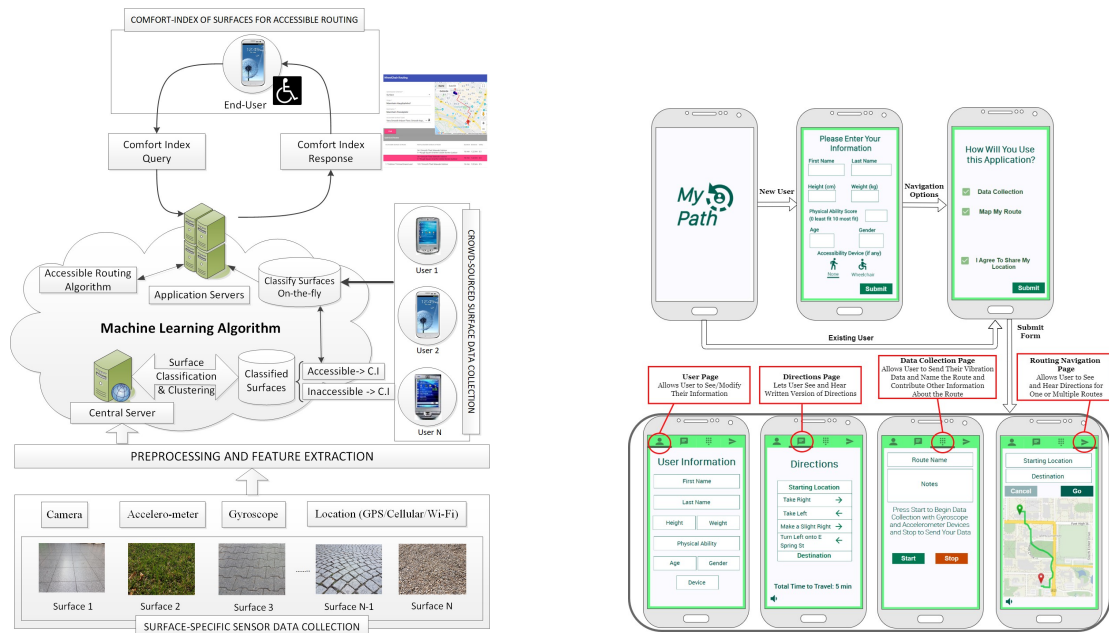 COMFORT-INDEX OF SURFACES FOR ACCESSIBLE ROUTING
End-User
Comfort Index
Query
Comfort Index
Response
Accessible Routing
Algorithm
Application Servers
Classify Surfaces
On-the-fly
Machine Learning Algorithm
Surface
Classification
& Clustering
Classified
Surfaces
Accessible-> C.I
Inaccessible -> C.I
Central Server
User 1
User 2
User N
CROWD-SOURCED SURFACE DATA COLLECTION
PREPROCESSING AND FEATURE EXTRACTION
Camera
Accelero-meter
Gyroscope
Location (GPS/Cellular/Wi-Fi)
........
Surface 1
Surface 2
Surface 3
Surface N-1
Surface N
SURFACE-SPECIFIC SENSOR DATA COLLECTION
My
Path
New User
Please Enter Your
Information
First Name
Last Name
Height (cm)
Weight (kg)
Physical Ability Score
(0 least fit 10 most fit)
Age
Gender
Accessibility Device (if any)
None
Wheelchair
Submit
Navigation
Options
How Will You Use
this Application?
Data Collection
Map My Route
I Agree To Share My
Location
Submit
Existing User
Submit
Form
User Page
Allows User to See/Modify
Their Information
Directions Page
Lets User See and Hear
Written Version of Directions
Data Collection Page
Allows User to Send Their Vibration
Data and Name the Route and
Contribute Other Information
About the Route
Routing Navigation
Page
Allows User to See
and Hear Directions for
One or Multiple Routes
User Information
First Name
Last Name
Height
Weight
Physical Ability
Age
Gender
Device
Directions
Starting Location
Take Right
Take Left
Make a Slight Right
Turn Left onto E
Spring St
Destination
Total Time to Travel: 5 min
Route Name
Notes
Press Start to Begin Data
Collection with Gyroscope
and Accelerometer Devices
and Stop to Send Your Data
Start
Stop
Starting Location
Destination
Cancel
Go